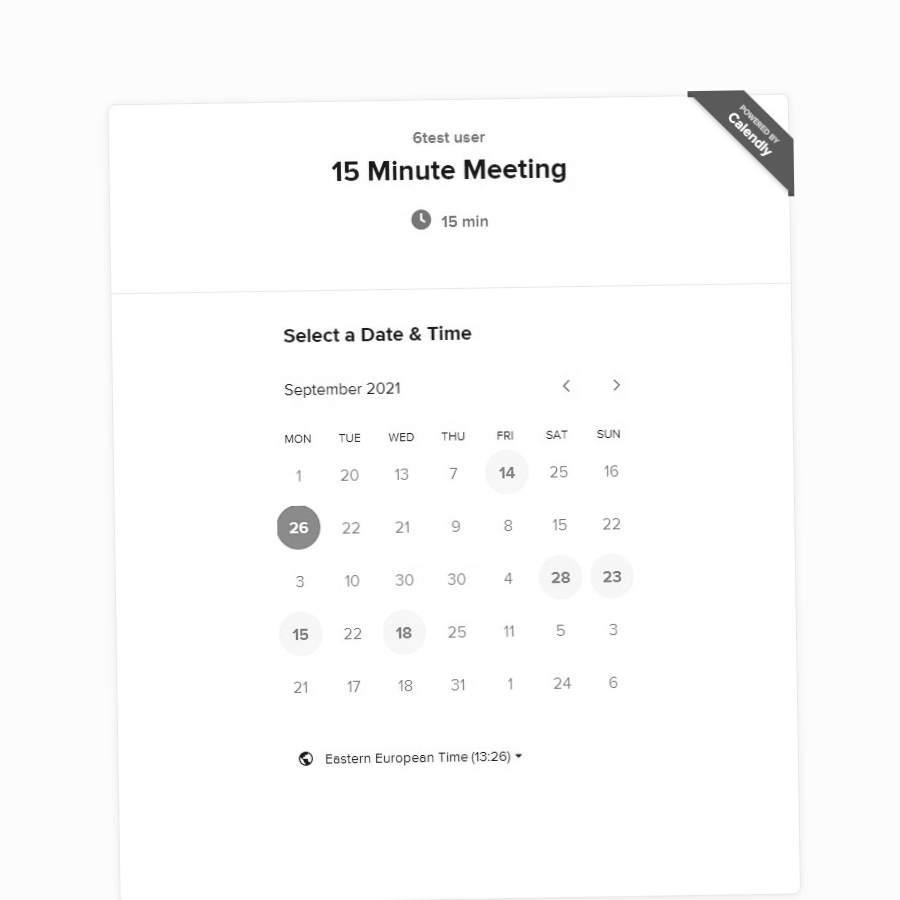 POWERED BY
Calendly
6test user
15 Minute Meeting
15 min
Select a Date & Time
September 2021
MON TUE WED THU FRI SAT SUN
1 20 13 7 14 25 16
26 22 21 9 8 15 22
3 10 30 30 4 28 23
15 22 18 25 11 5 3
21 17 18 31 1 24 6
Eastern European Time (13:26)